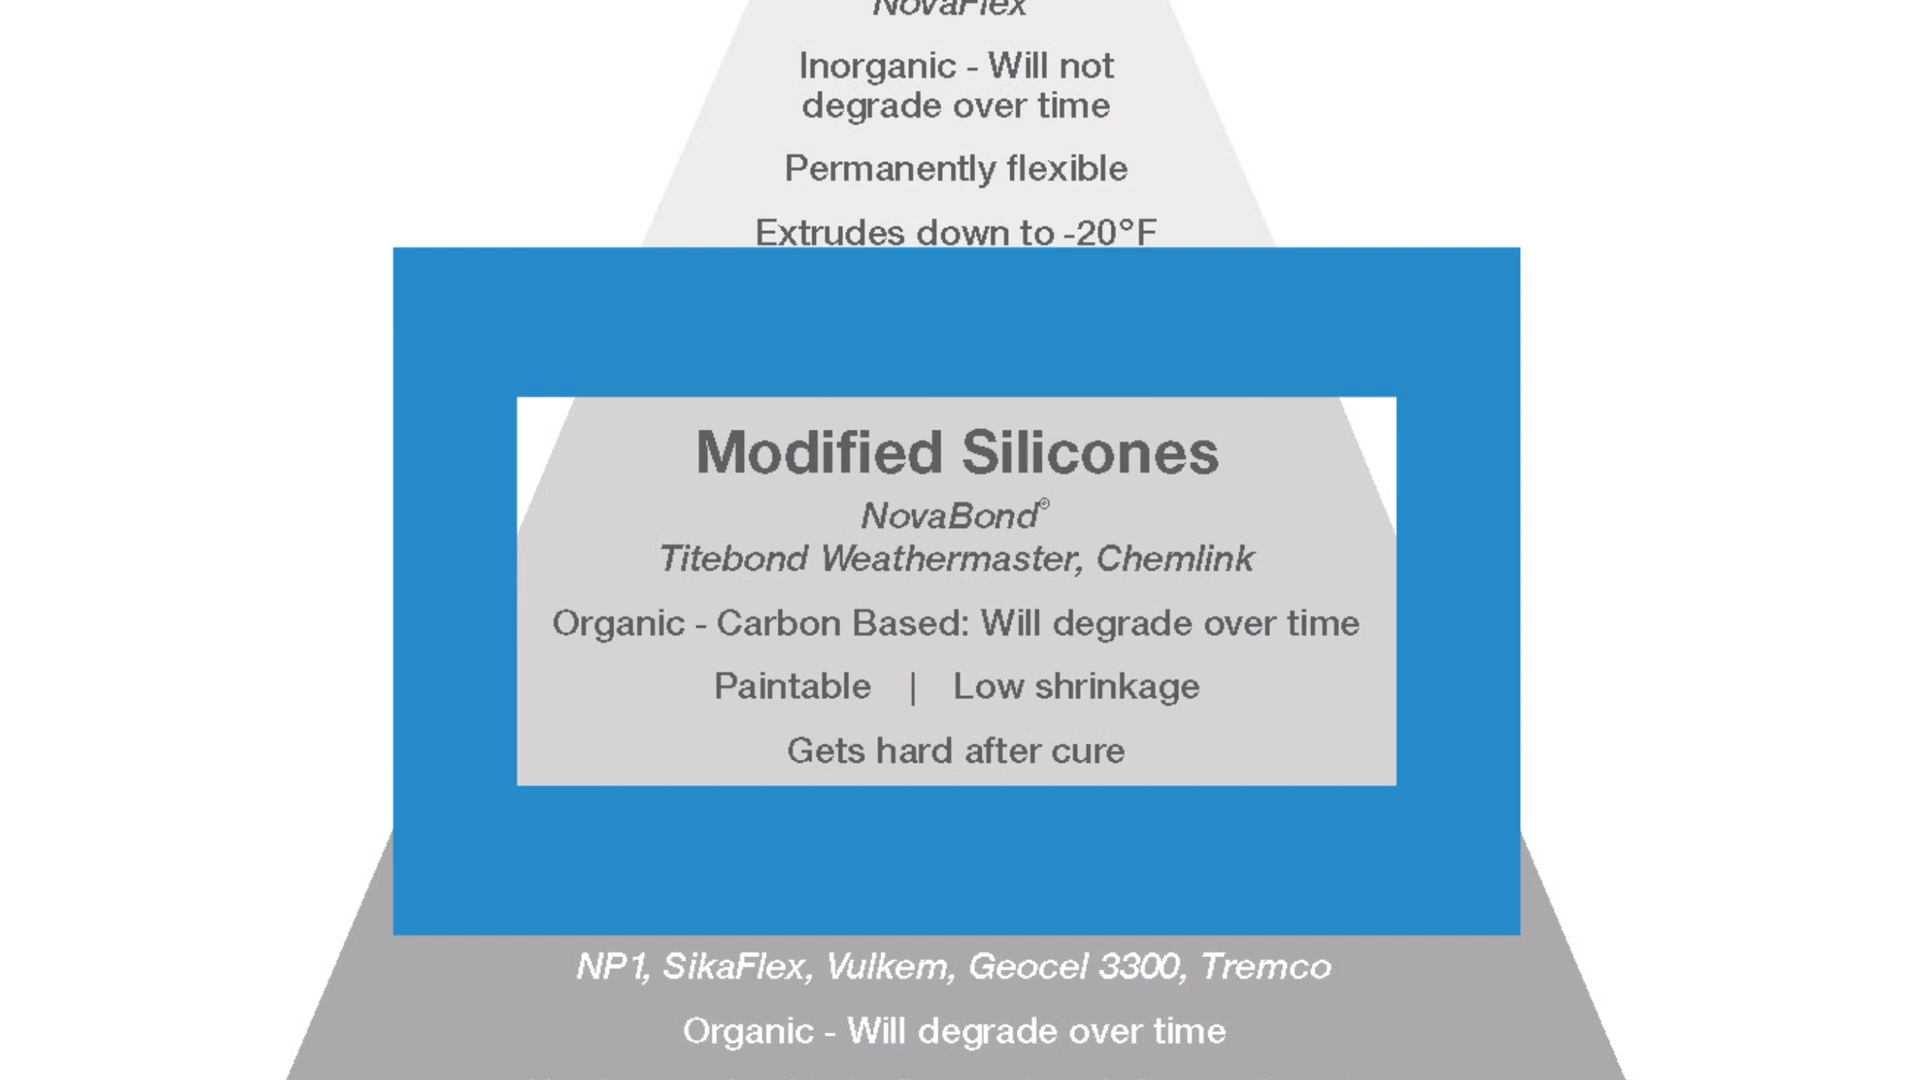 NovaFlex
Inorganic - Will not
degrade over time
Permanently flexible
Extrudes down to -20°F
Modified Silicones
NovaBond®
Titebond Weathermaster, Chemlink
Organic - Carbon Based: Will degrade over time
Paintable | Low shrinkage
Gets hard after cure
NP1, SikaFlex, Vulkem, Geocel 3300, Tremco
Organic - Will degrade over time